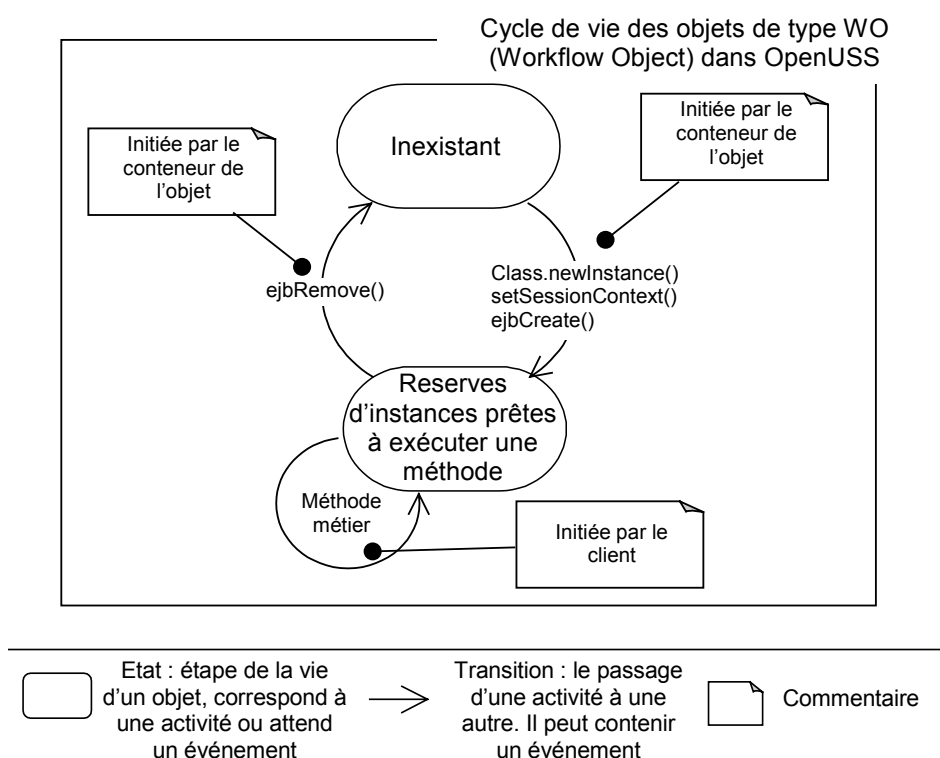 Cycle de vie des objets de type WO
(Workflow Object) dans OpenUSS
Initiée par le
conteneur de
l'objet
Inexistant
Initiée par le
conteneur de
l'objet
ejbRemove()
Class.newInstance()
setSessionContext()
ejbCreate()
Reserves
d'instances prêtes
à exécuter une
méthode
Méthode
métier
Initiée par le
client
Etat : étape de la vie
d'un objet, correspond à
une activité ou attend
un événement
Transition : le passage
d'une activité à une
autre. Il peut contenir
un événement
Commentaire